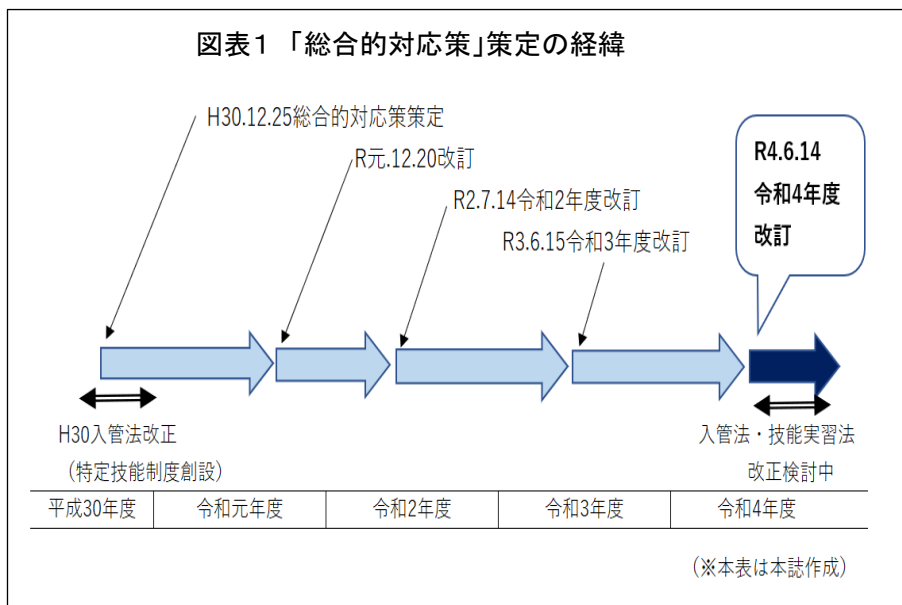 図表1 「総合的対応策」策定の経緯
H30.12.25総合的対応策策定
R元.12.20改訂
R2.7.14令和2年度改訂
R3.6.15令和3年度改訂
R4.6.14
令和4年度
改訂
H30入管法改正
(特定技能制度創設)
入管法・技能実習法
改正検討中
平成30年度
令和元年度
令和2年度
令和3年度
令和4年度
(※本表は本誌作成)